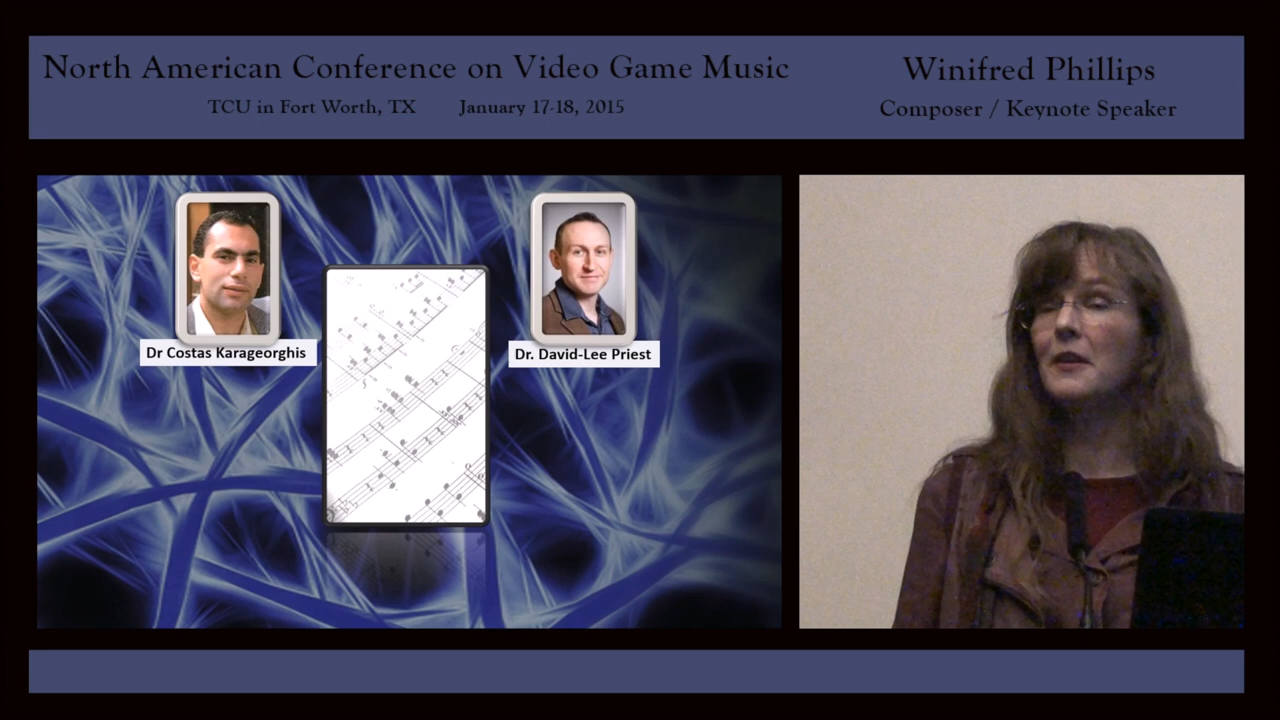 North American Conference on Video Game Music
TCU in Fort Worth, TX January 17-18, 2015
Winifred Phillips
Composer / Keynote Speaker
Dr Costas Karageorghis
Dr. David-Lee Priest